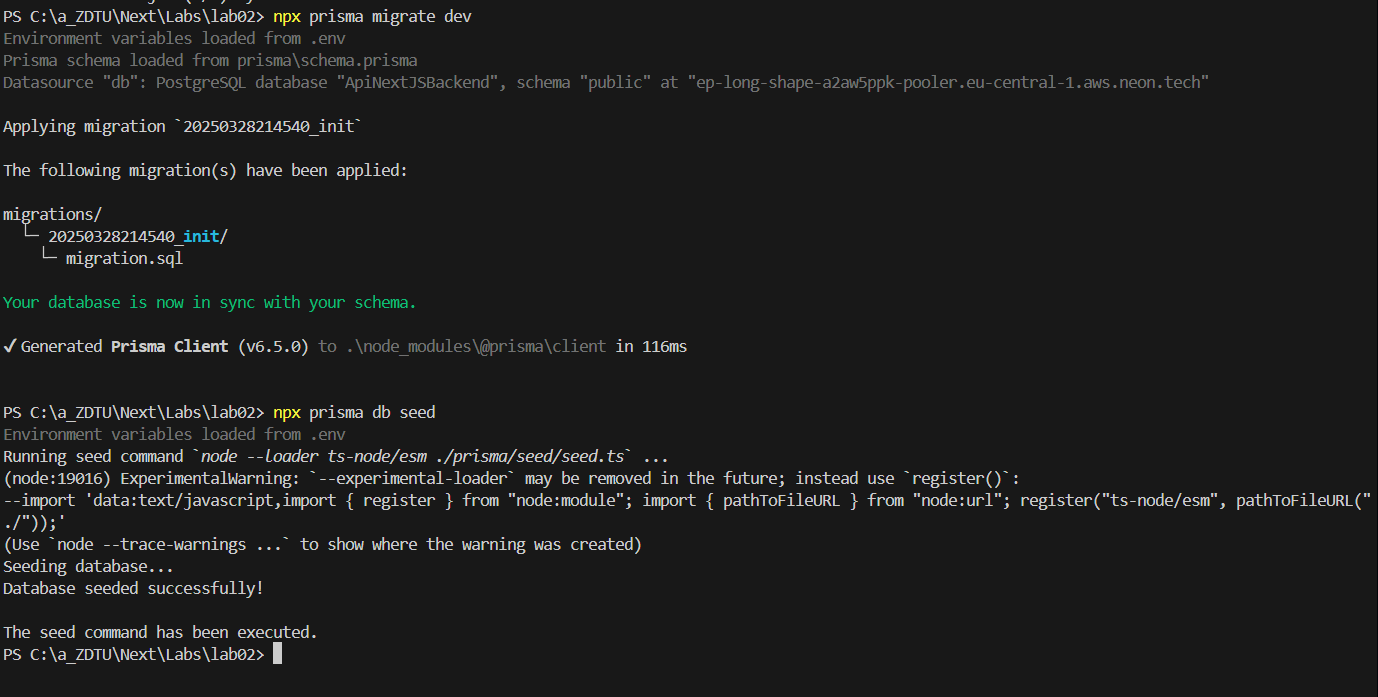 PS C:\a_ZDTU\Next\Labs\lab02> npx prisma migrate dev
Environment variables loaded from .env
Prisma schema loaded from prisma\schema.prisma
Datasource "db": PostgreSQL database "ApiNextJSBackend", schema "public" at "ep-long-shape-a2aw5ppk-pooler.eu-central-1.aws.neon.tech"
Applying migration `20250328214540_init`
The following migration(s) have been applied:
migrations/
└─ 20250328214540_init/
└─ migration.sql
Your database is now in sync with your schema.
✔ Generated Prisma Client (v6.5.0) to .\node_modules\@prisma\client in 116ms
PS C:\a_ZDTU\Next\Labs\lab02> npx prisma db seed
Environment variables loaded from .env
Running seed command `node --loader ts-node/esm ./prisma/seed/seed.ts` ...
(node:19016) ExperimentalWarning: `--experimental-loader` may be removed in the future; instead use `register()`:
--import 'data:text/javascript,import { register } from "node:module"; import { pathToFileURL } from "node:url"; register("ts-node/esm", pathToFileURL("
./"));'
(Use `node --trace-warnings ...` to show where the warning was created)
Seeding database...
Database seeded successfully!
The seed command has been executed.
PS C:\a_ZDTU\Next\Labs\lab02>